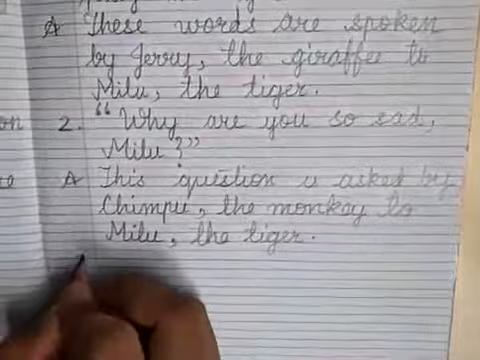 A These words are spoken
by Jerry, the giraffe to
Milu, the tiger.
2. "Why are you so sad,
Milu?"
A This question is asked by
Chimpu, the monkey to
Milu, the tiger.